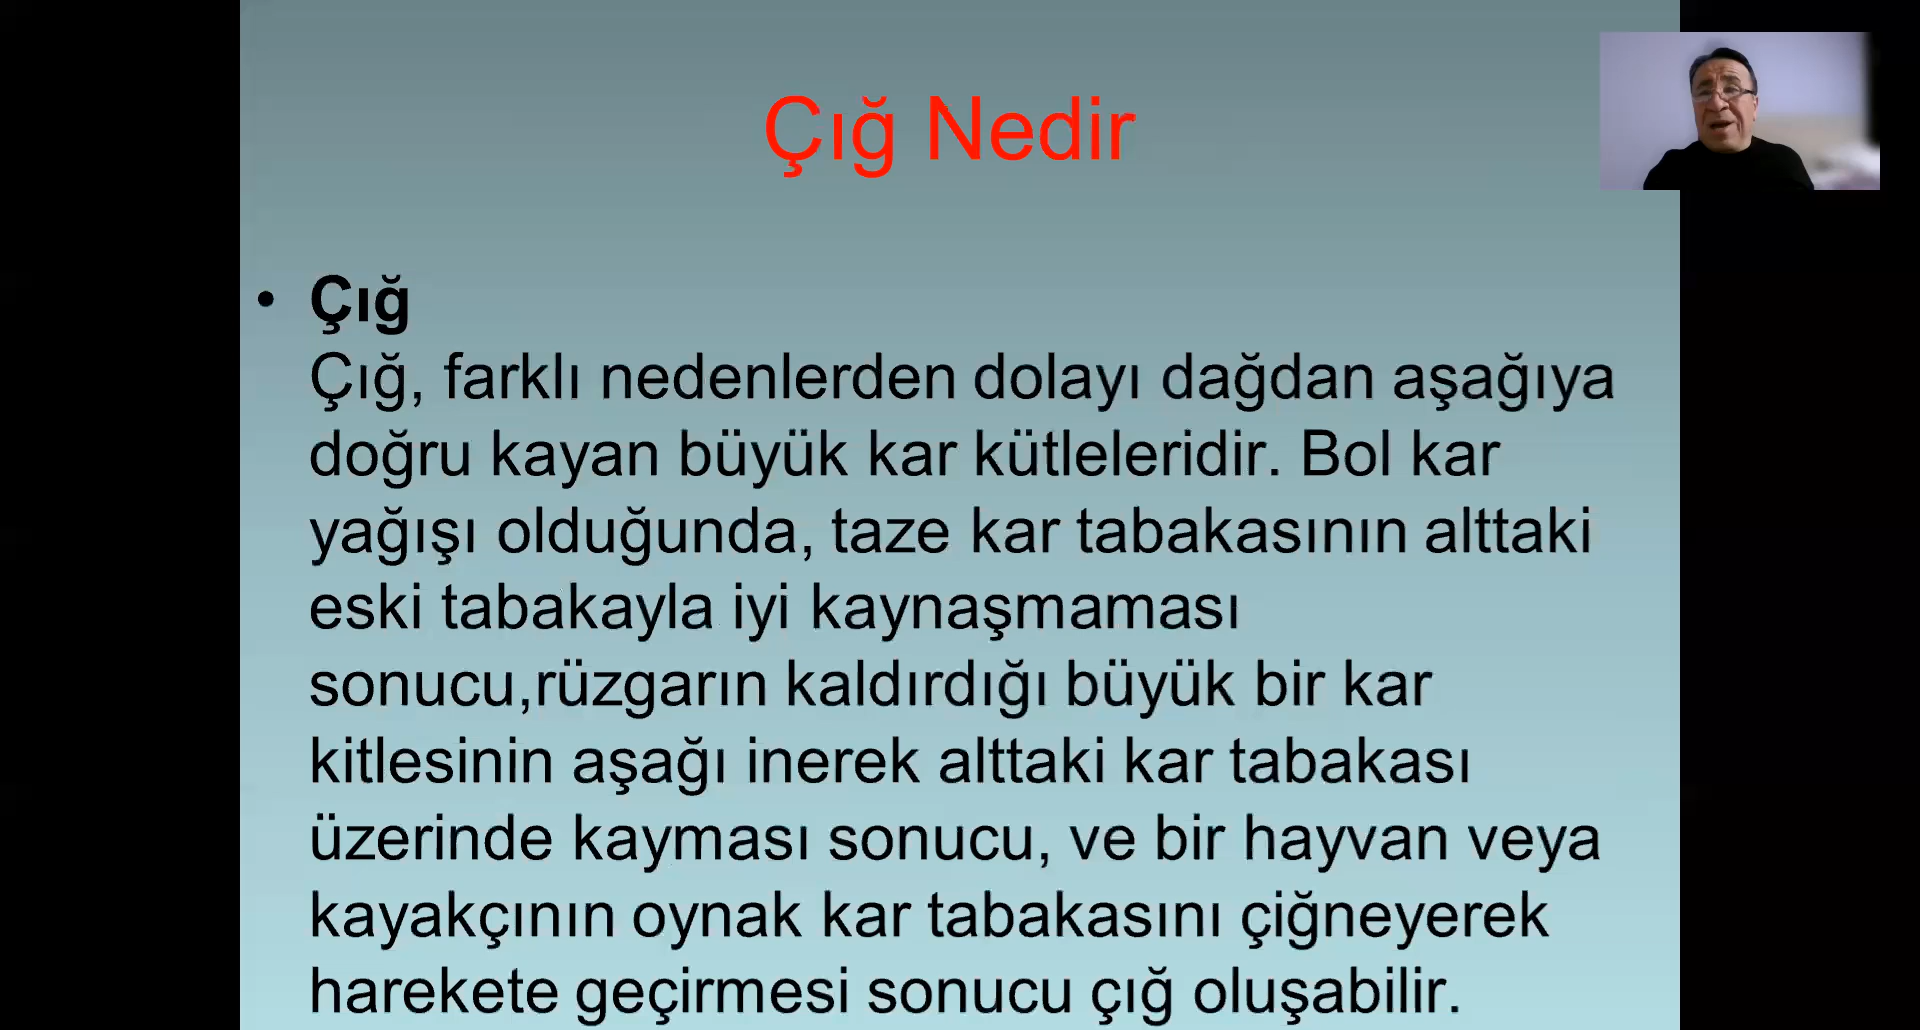 Çığ Nedir
• Çığ
Çığ, farklı nedenlerden dolayı dağdan aşağıya
doğru kayan büyük kar kütleleridir. Bol kar
yağışı olduğunda, taze kar tabakasının alttaki
eski tabakayla iyi kaynaşmaması
sonucu,rüzgarın kaldırdığı büyük bir kar
kitlesinin aşağı inerek alttaki kar tabakası
üzerinde kayması sonucu, ve bir hayvan veya
kayakçının oynak kar tabakasını çiğneyerek
harekete geçirmesi sonucu çığ oluşabilir.